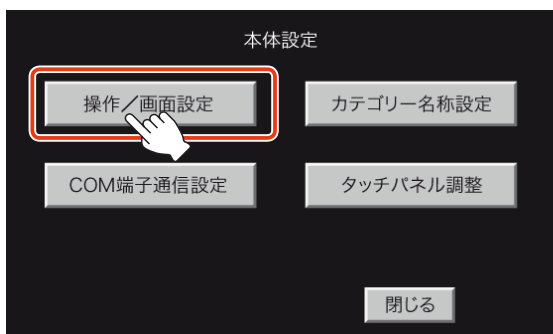 本体設定
操作／画面設定
カテゴリー名称設定
COM端子通信設定
タッチパネル調整
閉じる